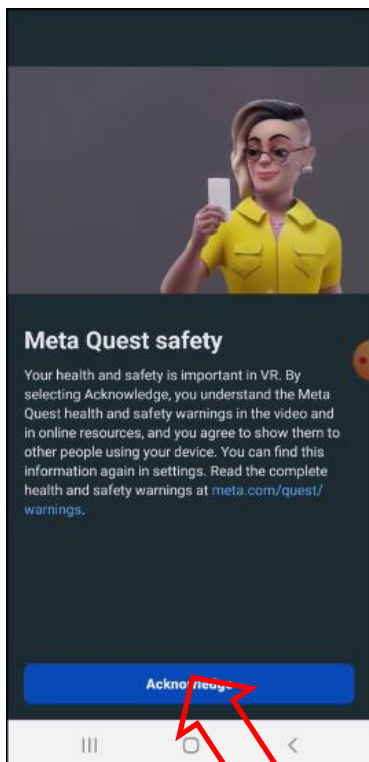 Meta Quest safety
Your health and safety is important in VR. By
selecting Acknowledge, you understand the Meta
Quest health and safety warnings in the video and
in online resources, and you agree to show them to
other people using your device. You can find this
information again in settings. Read the complete
health and safety warnings at meta.com/quest/
warnings.
Acknowledge